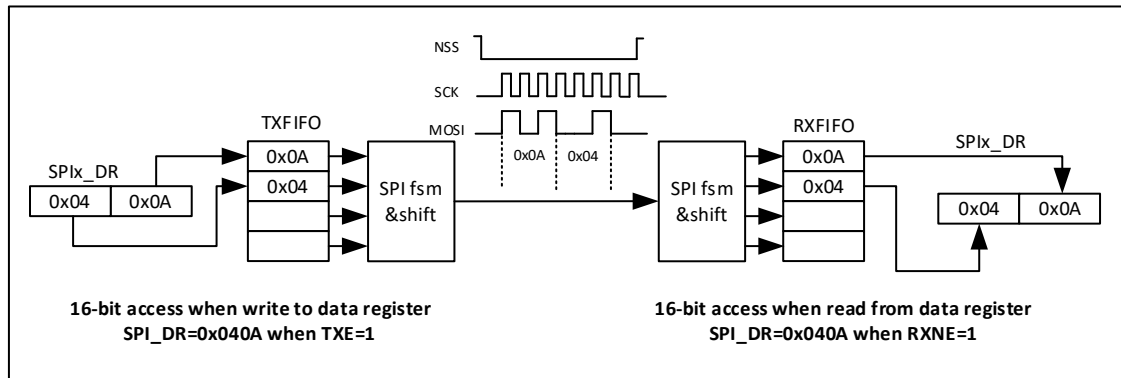 NSS
SCK
MOSI
0x0A 0x04
TXFIFO
0x0A
0x04
SPIx_DR
0x04 0x0A
SPI fsm
&shift
SPI fsm
&shift
RXFIFO
0x0A
0x04
SPIx_DR
0x04 0x0A
16-bit access when write to data register
SPI_DR=0x040A when TXE=1
16-bit access when read from data register
SPI_DR=0x040A when RXNE=1